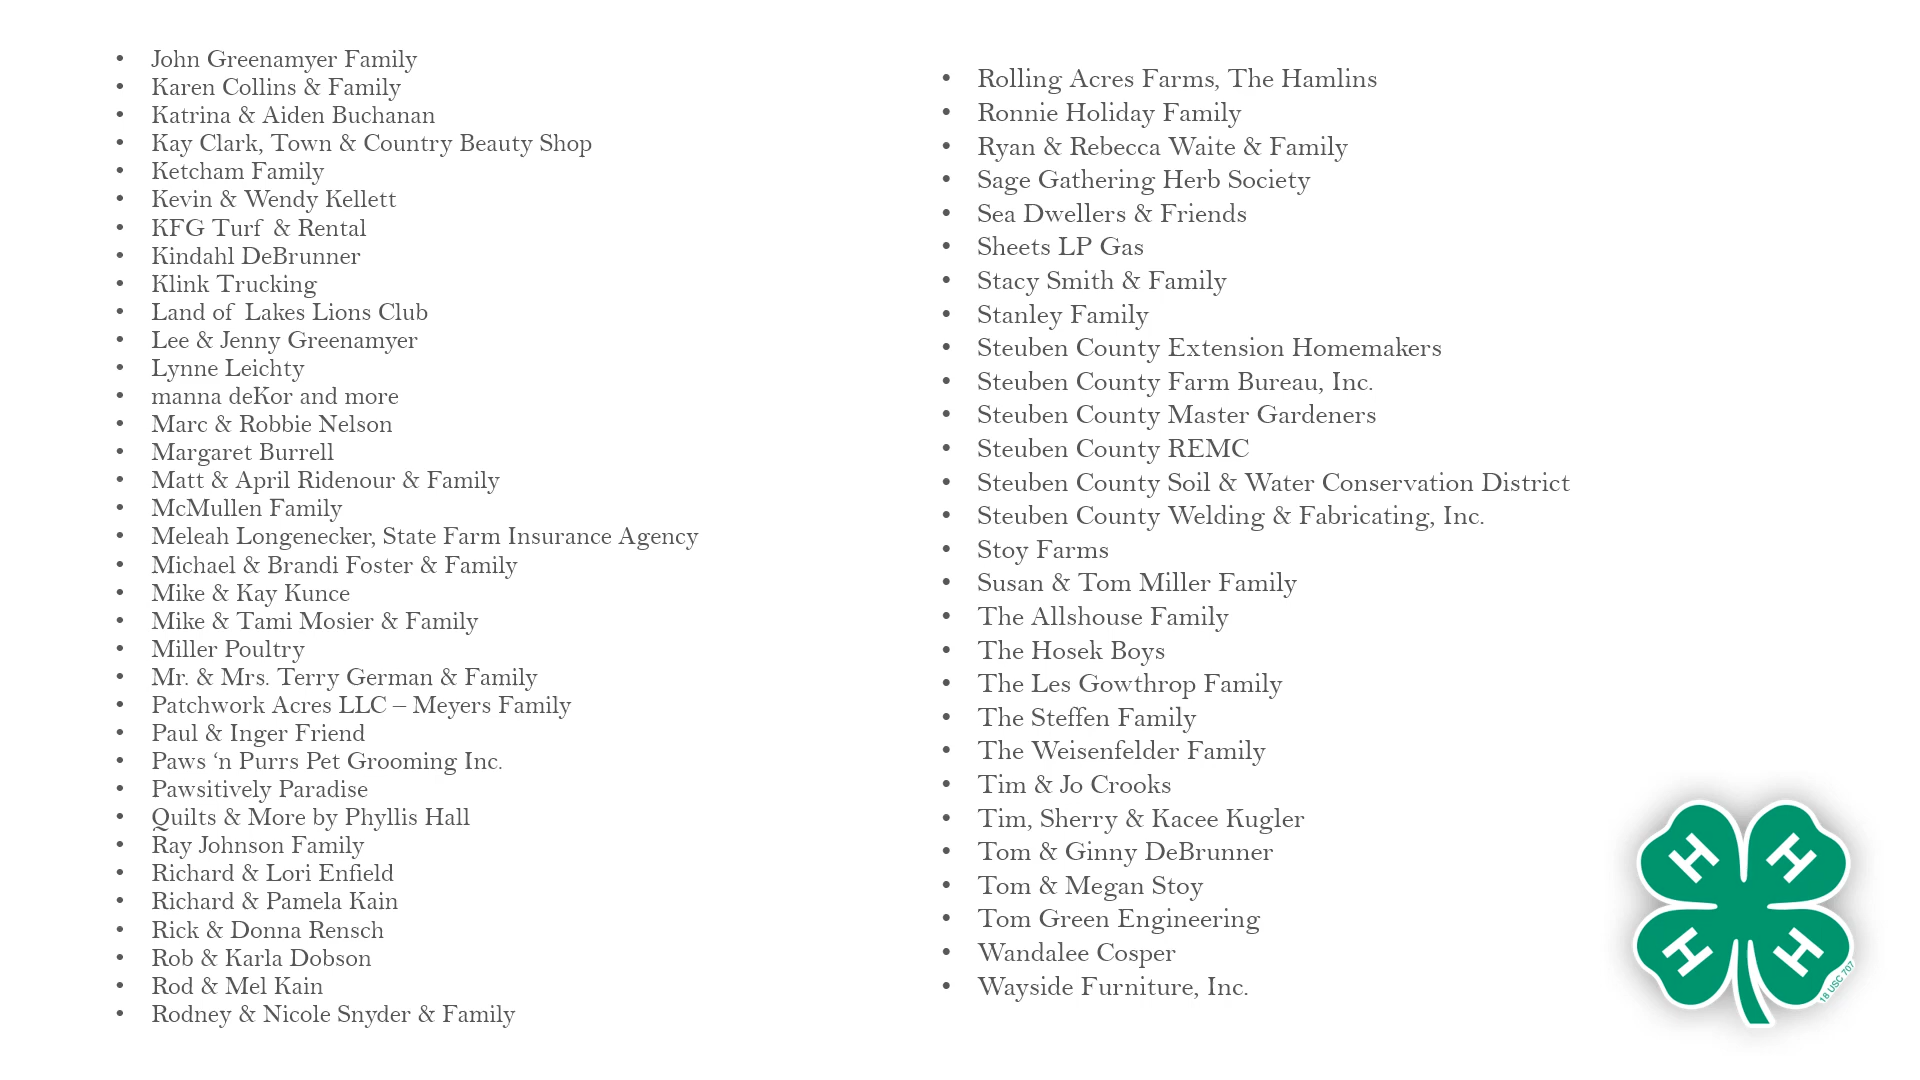 • John Greenamyer Family
• Karen Collins & Family
• Katrina & Aiden Buchanan
• Kay Clark, Town & Country Beauty Shop
• Ketcham Family
• Kevin & Wendy Kellett
• KFG Turf & Rental
• Kindahl DeBrunner
• Klink Trucking
• Land of Lakes Lions Club
• Lee & Jenny Greenamyer
• Lynne Leichty
• manna deKor and more
• Marc & Robbie Nelson
• Margaret Burrell
• Matt & April Ridenour & Family
• McMullen Family
• Meleah Longenecker, State Farm Insurance Agency
• Michael & Brandi Foster & Family
• Mike & Kay Kunce
• Mike & Tami Mosier & Family
• Miller Poultry
• Mr. & Mrs. Terry German & Family
• Patchwork Acres LLC – Meyers Family
• Paul & Inger Friend
• Paws ‘n Purrs Pet Grooming Inc.
• Pawsitively Paradise
• Quilts & More by Phyllis Hall
• Ray Johnson Family
• Richard & Lori Enfield
• Richard & Pamela Kain
• Rick & Donna Rensch
• Rob & Karla Dobson
• Rod & Mel Kain
• Rodney & Nicole Snyder & Family
• Rolling Acres Farms, The Hamlins
• Ronnie Holiday Family
• Ryan & Rebecca Waite & Family
• Sage Gathering Herb Society
• Sea Dwellers & Friends
• Sheets LP Gas
• Stacy Smith & Family
• Stanley Family
• Steuben County Extension Homemakers
• Steuben County Farm Bureau, Inc.
• Steuben County Master Gardeners
• Steuben County REMC
• Steuben County Soil & Water Conservation District
• Steuben County Welding & Fabricating, Inc.
• Stoy Farms
• Susan & Tom Miller Family
• The Allshouse Family
• The Hosek Boys
• The Les Gowthrop Family
• The Steffen Family
• The Weisenfelder Family
• Tim & Jo Crooks
• Tim, Sherry & Kacee Kugler
• Tom & Ginny DeBrunner
• Tom & Megan Stoy
• Tom Green Engineering
• Wandalee Cosper
• Wayside Furniture, Inc.
H H
H H
18 USC 707